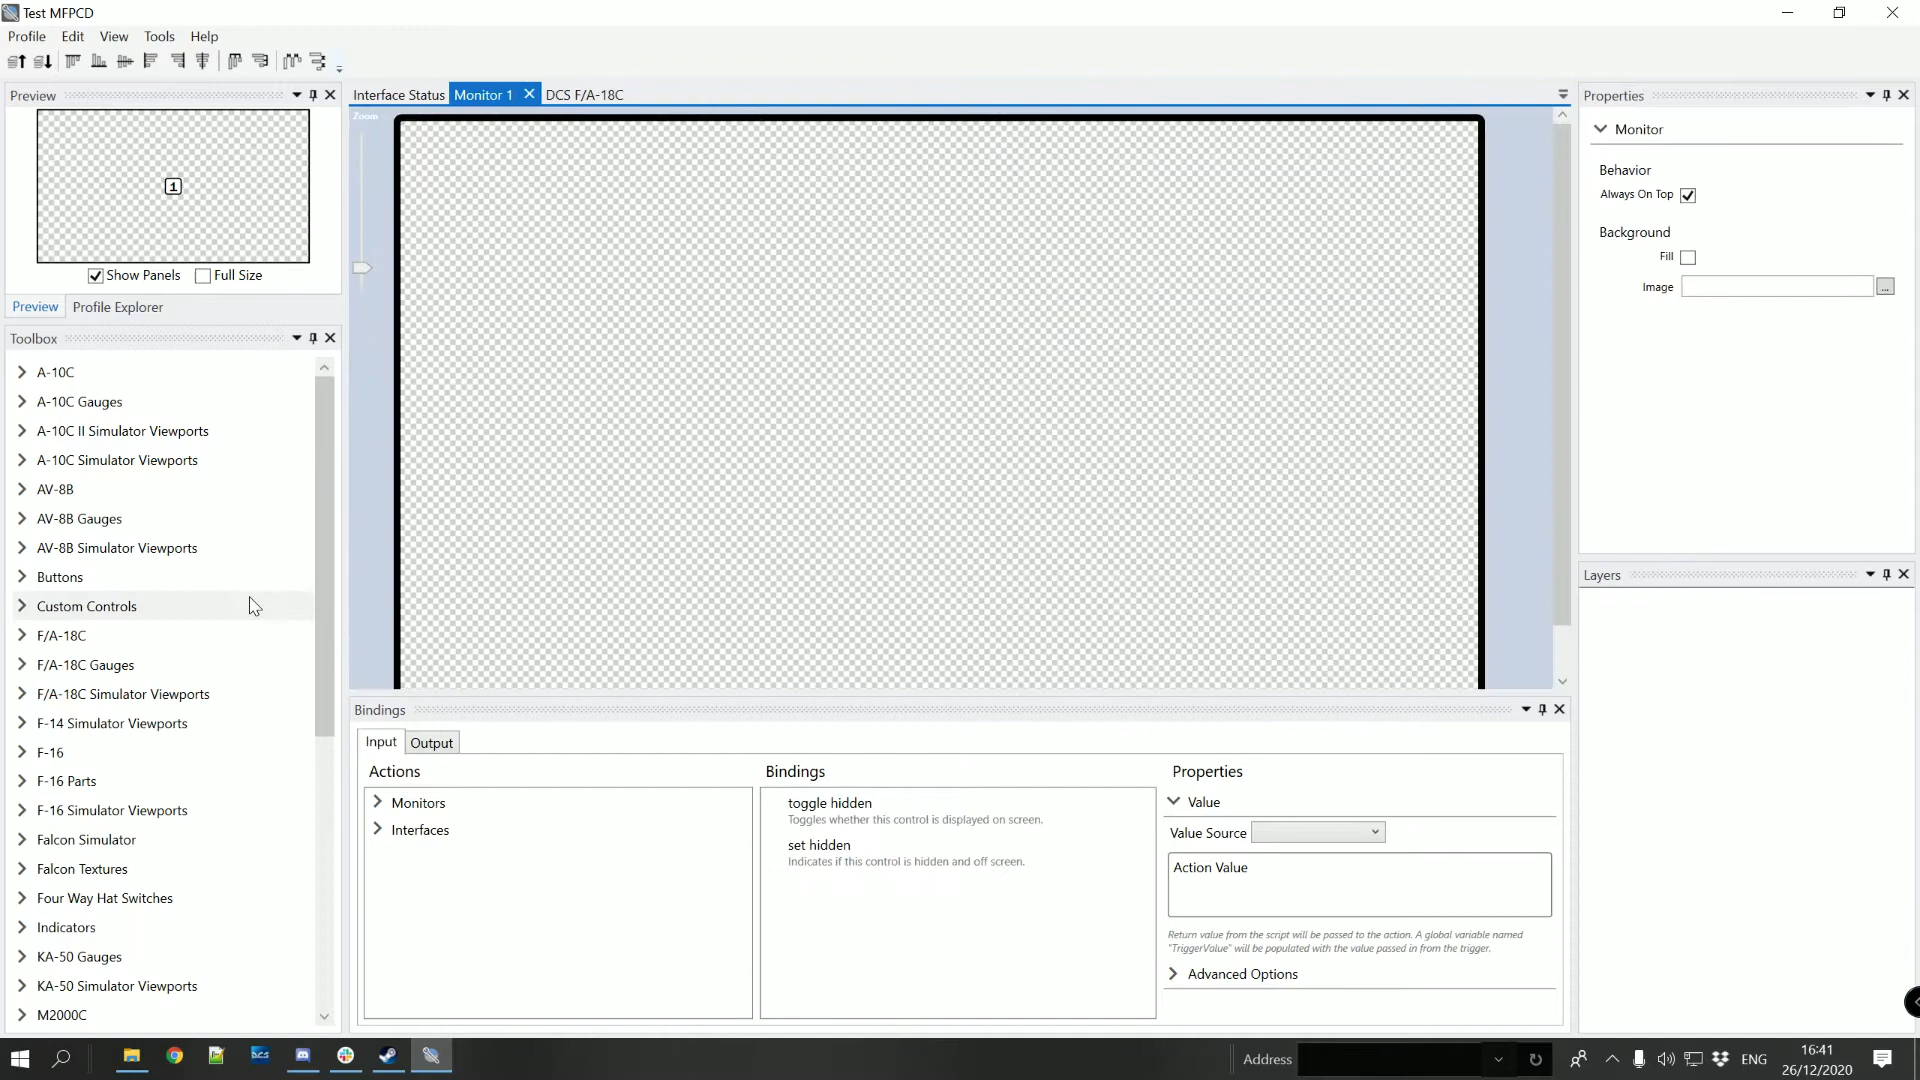 Test MFPCD
Profile Edit View Tools Help
Preview
1
Show Panels Full Size
Preview Profile Explorer
Toolbox
A-10C
A-10C Gauges
A-10C II Simulator Viewports
A-10C Simulator Viewports
AV-8B
AV-8B Gauges
AV-8B Simulator Viewports
Buttons
Custom Controls
F/A-18C
F/A-18C Gauges
F/A-18C Simulator Viewports
F-14 Simulator Viewports
F-16
F-16 Parts
F-16 Simulator Viewports
Falcon Simulator
Falcon Textures
Four Way Hat Switches
Indicators
KA-50 Gauges
KA-50 Simulator Viewports
M2000C
Interface Status Monitor 1 DCS F/A-18C
Zoom
Bindings
Input Output
Actions
Monitors
Interfaces
Bindings
toggle hidden
Toggles whether this control is displayed on screen.
set hidden
Indicates if this control is hidden and off screen.
Properties
Value
Value Source
Action Value
Return value from the script will be passed to the action. A global variable named
"TriggerValue" will be populated with the value passed in from the trigger.
Advanced Options
Properties
Monitor
Behavior
Always On Top
Background
Fill
Image ...
Layers
DCS
Address
ENG
16:41
26/12/2020